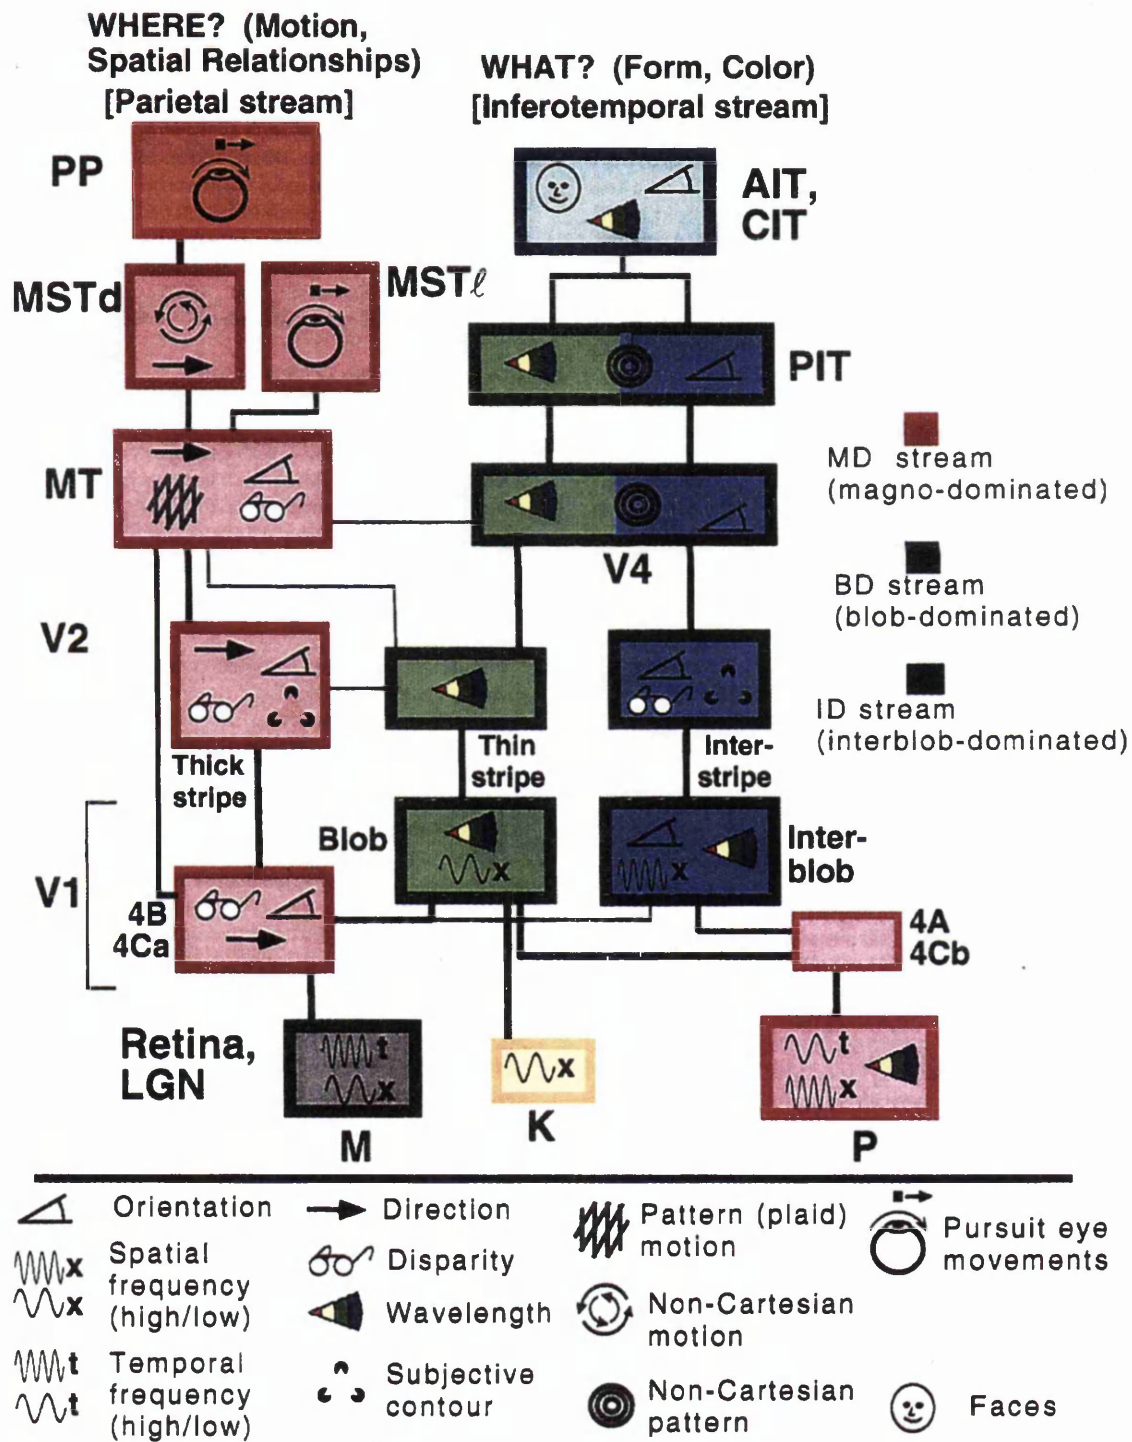 WHERE? (Motion,
Spatial Relationships)
[Parietal stream]
WHAT? (Form, Color)
[Inferotemporal stream]
PP
AIT,
CIT
MSTd
MSTℓ
PIT
MT
V4
MD stream
(magno-dominated)
BD stream
(blob-dominated)
ID stream
(interblob-dominated)
V2
Thick
stripe
Thin
stripe
Inter-
stripe
V1
Blob
x
x
Inter-
blob
4B
4Ca
4A
4Cb
Retina,
LGN
t
x
x
t
x
M
K
P
Orientation
Direction
Pattern (plaid)
motion
Pursuit eye
movements
x
x
Spatial
frequency
(high/low)
Disparity
Wavelength
Non-Cartesian
motion
t
t
Temporal
frequency
(high/low)
Subjective
contour
Non-Cartesian
pattern
Faces